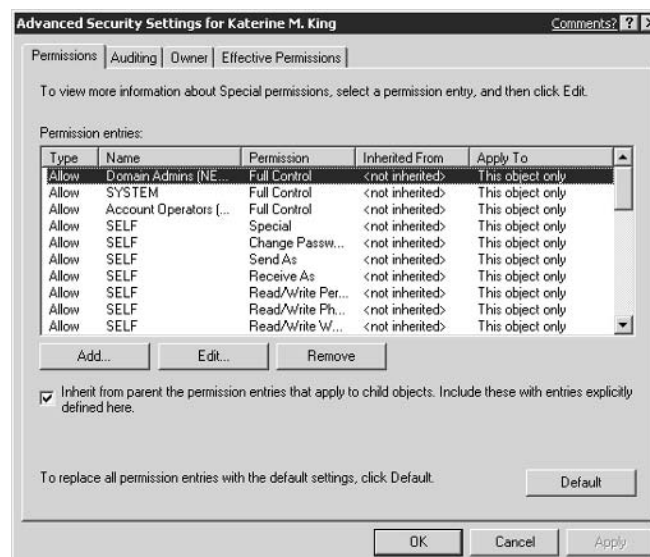 Advanced Security Settings for Katerine M. King Comments? ? X
Permissions Auditing Owner Effective Permissions
To view more information about Special permissions, select a permission entry, and then click Edit.
Permission entries:
Type Name Permission Inherited From Apply To
Allow Domain Admins (NE... Full Control <not inherited> This object only
Allow SYSTEM Full Control <not inherited> This object only
Allow Account Operators (... Full Control <not inherited> This object only
Allow SELF Special <not inherited> This object only
Allow SELF Change Passw... <not inherited> This object only
Allow SELF Send As <not inherited> This object only
Allow SELF Receive As <not inherited> This object only
Allow SELF Read/Write Per... <not inherited> This object only
Allow SELF Read/Write Ph... <not inherited> This object only
Allow SELF Read/Write W... <not inherited> This object only
Add... Edit... Remove
Inherit from parent the permission entries that apply to child objects. Include these with entries explicitly
defined here.
To replace all permission entries with the default settings, click Default. Default
OK Cancel Apply